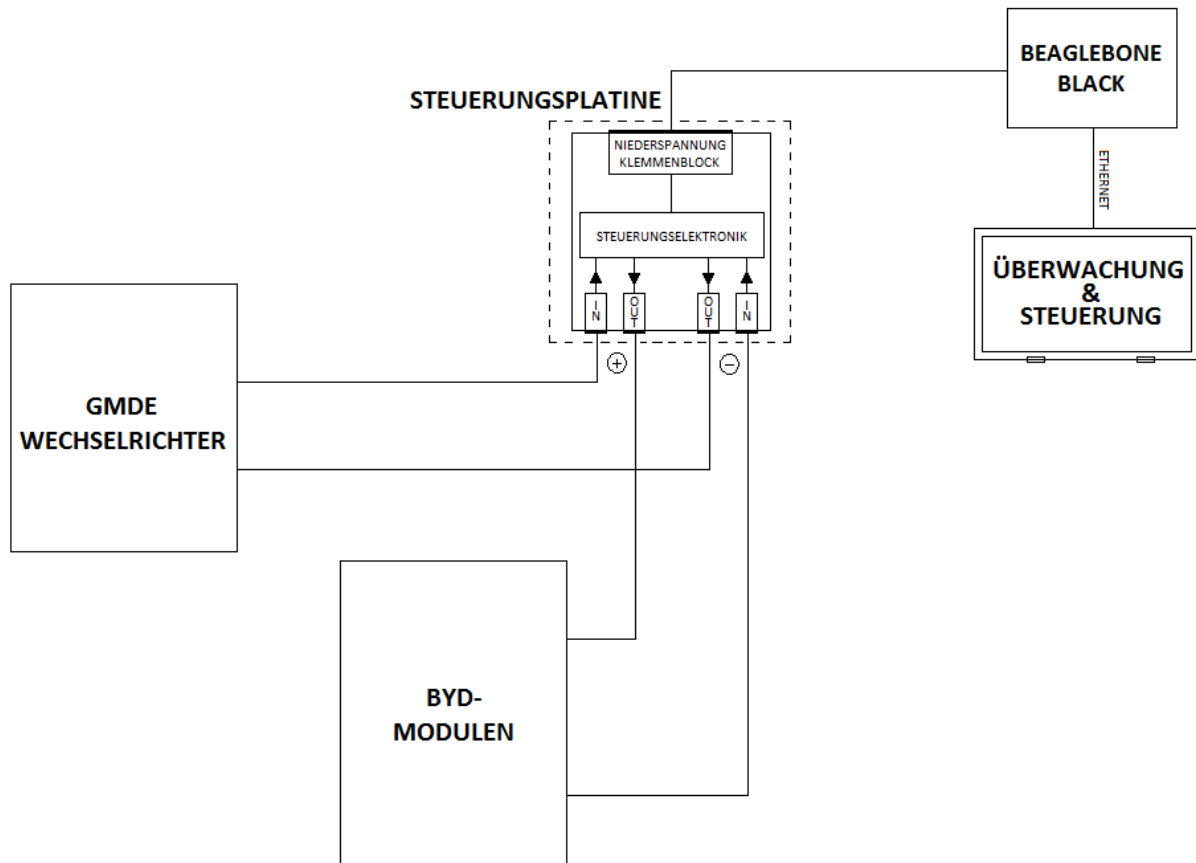 BEAGLEBONE
BLACK
STEUERUNGSPLATINE
NIEDERSPANNUNG
KLEMMENBLOCK
ETHERNET
STEUERUNGSELEKTRONIK
ÜBERWACHUNG
&
STEUERUNG
IN
OUT
OUT
IN
+
−
GMDE
WECHSELRICHTER
BYD-
MODULEN